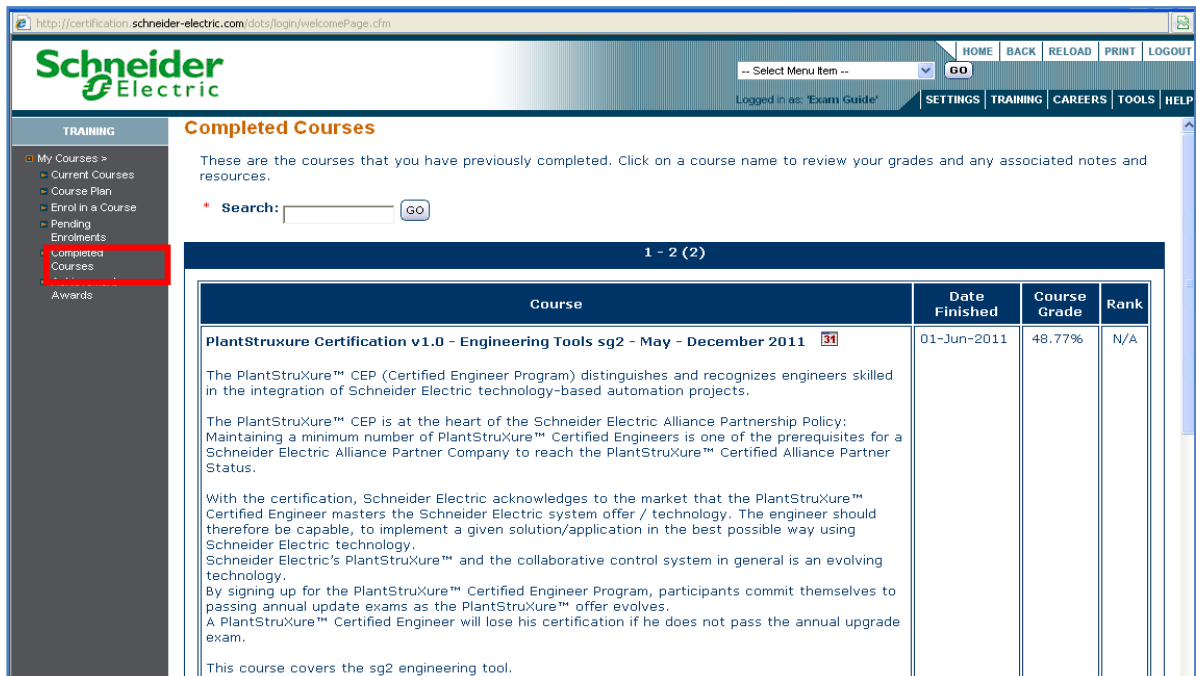 http://certification.schneider-electric.com/dots/login/welcomePage.cfm
Schneider
Electric
HOME BACK RELOAD PRINT LOGOUT
-- Select Menu Item -- GO
Logged in as: 'Exam Guide'
SETTINGS TRAINING CAREERS TOOLS HELP
TRAINING
My Courses >
Current Courses
Course Plan
Enrol in a Course
Pending
Enrolments
Completed
Courses
Awards
Completed Courses
These are the courses that you have previously completed. Click on a course name to review your grades and any associated notes and
resources.
* Search: GO
1 - 2 (2)
Course Date Finished Course Grade Rank
PlantStruxure Certification v1.0 - Engineering Tools sg2 - May - December 2011 31 01-Jun-2011 48.77% N/A
The PlantStruXure™ CEP (Certified Engineer Program) distinguishes and recognizes engineers skilled
in the integration of Schneider Electric technology-based automation projects.
The PlantStruXure™ CEP is at the heart of the Schneider Electric Alliance Partnership Policy:
Maintaining a minimum number of PlantStruXure™ Certified Engineers is one of the prerequisites for a
Schneider Electric Alliance Partner Company to reach the PlantStruXure™ Certified Alliance Partner
Status.
With the certification, Schneider Electric acknowledges to the market that the PlantStruXure™
Certified Engineer masters the Schneider Electric system offer / technology. The engineer should
therefore be capable, to implement a given solution/application in the best possible way using
Schneider Electric technology.
Schneider Electric's PlantStruXure™ and the collaborative control system in general is an evolving
technology.
By signing up for the PlantStruXure™ Certified Engineer Program, participants commit themselves to
passing annual update exams as the PlantStruXure™ offer evolves.
A PlantStruXure™ Certified Engineer will lose his certification if he does not pass the annual upgrade
exam.
This course covers the sg2 engineering tool.